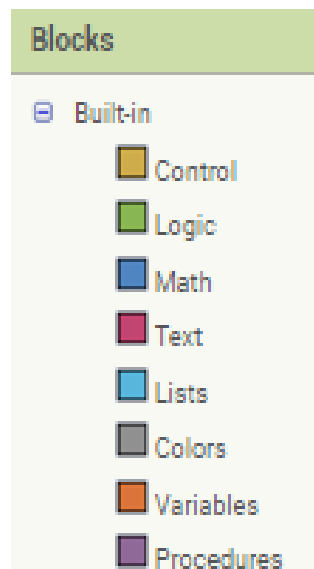 Blocks
Built-in
Control
Logic
Math
Text
Lists
Colors
Variables
Procedures